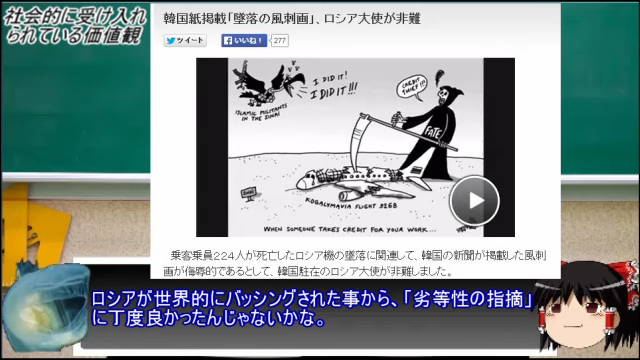 社会的に受け入れ
られている価値観
韓国紙掲載「墜落の風刺画」、ロシア大使が非難
ツイート
いいね!
277
I DID IT!
I DID IT!!!
ISLAMIC MILITANTS
IN THE SINAI
CREDIT
THIEF!!!
FATE
SINAI
KOGALYMAVIA FLIGHT 9268
WHEN SOMEONE TAKES CREDIT FOR YOUR WORK...
乗客乗員224人が死亡したロシア機の墜落に関連して、韓国の新聞が掲載した風刺
画が侮辱的であるとして、韓国駐在のロシア大使が非難しました。
ロシアが世界的にバッシングされた事から、「劣等性の指摘」
に丁度良かったんじゃないかな。